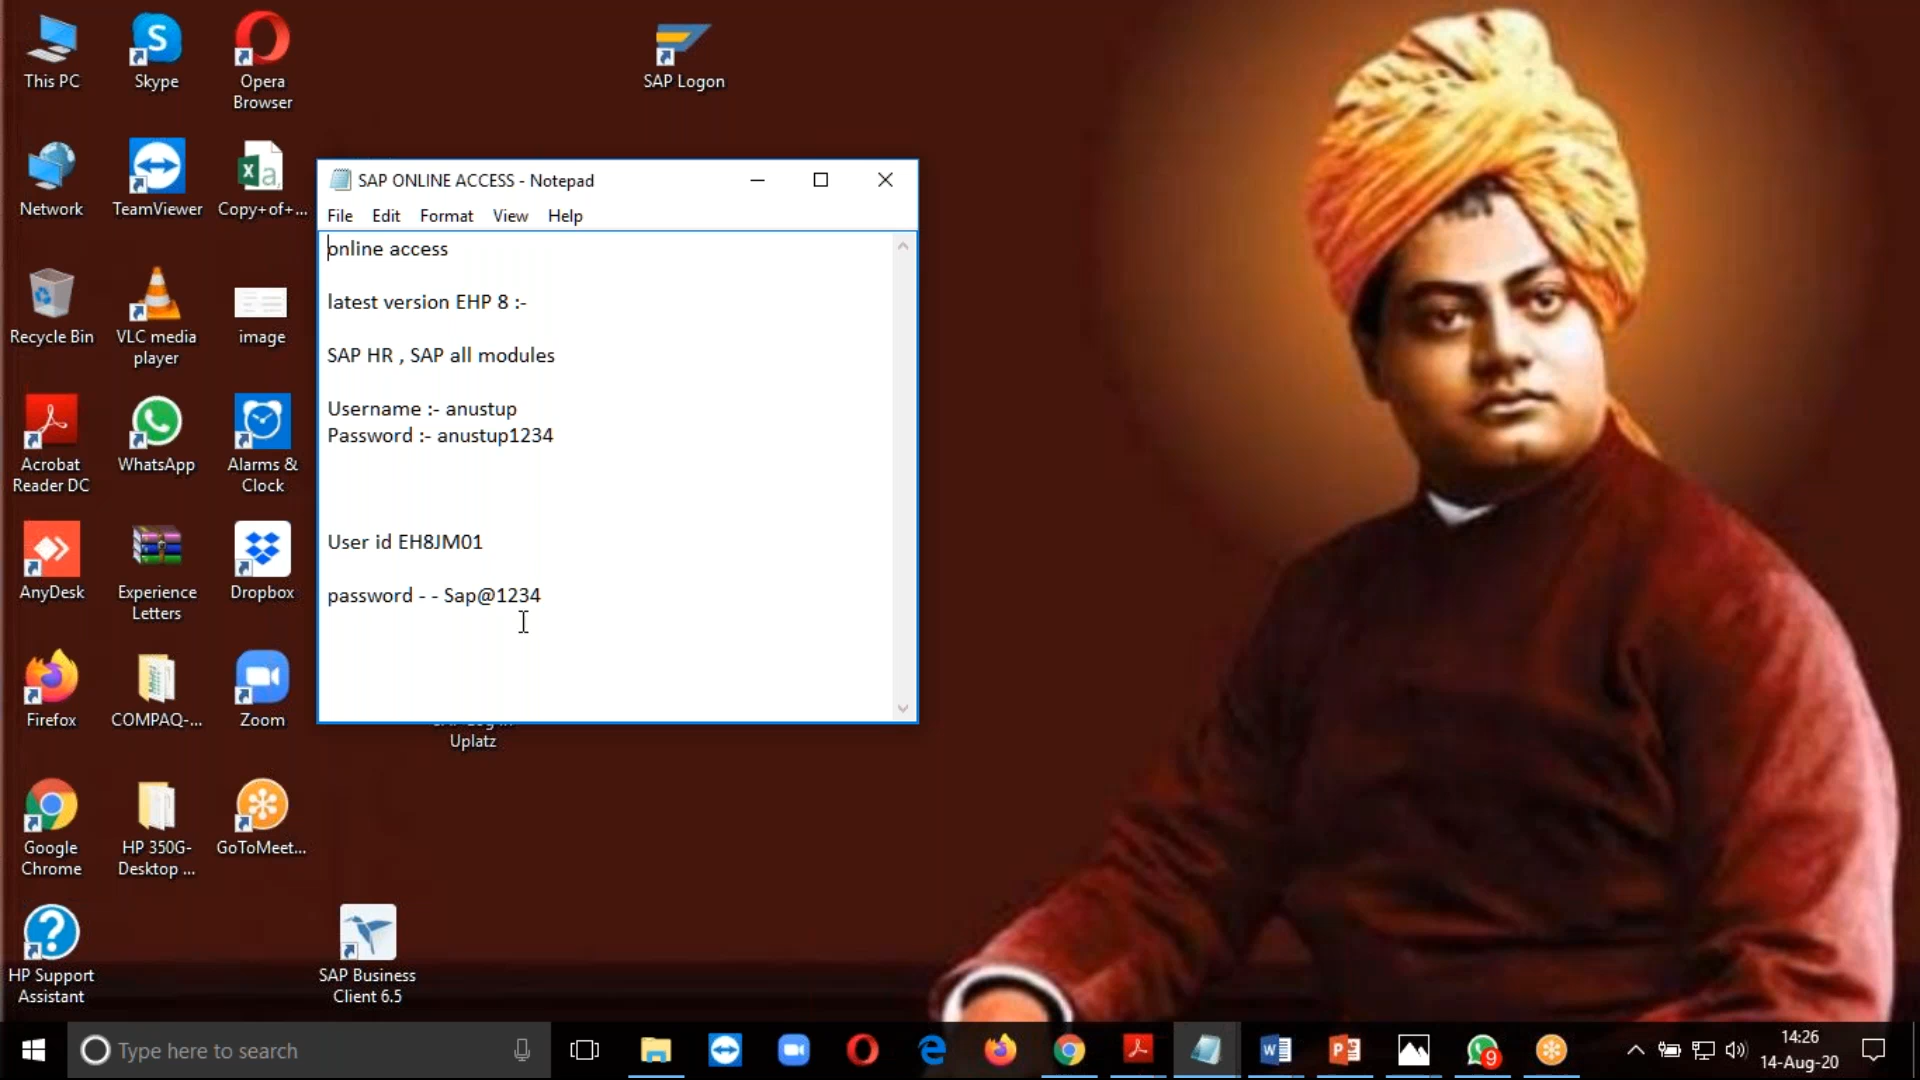 This PC
Skype
Opera
Browser
SAP Logon
Network
TeamViewer
Copy+of+...
SAP ONLINE ACCESS - Notepad
File Edit Format View Help
online access
latest version EHP 8 :-
SAP HR , SAP all modules
Username :- anustup
Password :- anustup1234
User id EH8JM01
password - - Sap@1234
Recycle Bin
VLC media
player
image
Acrobat
Reader DC
WhatsApp
Alarms &
Clock
AnyDesk
Experience
Letters
Dropbox
Firefox
COMPAQ-...
Zoom
Uplatz
Google
Chrome
HP 350G-
Desktop ...
GoToMeet...
HP Support
Assistant
SAP Business
Client 6.5
Type here to search
9
14:26
14-Aug-20